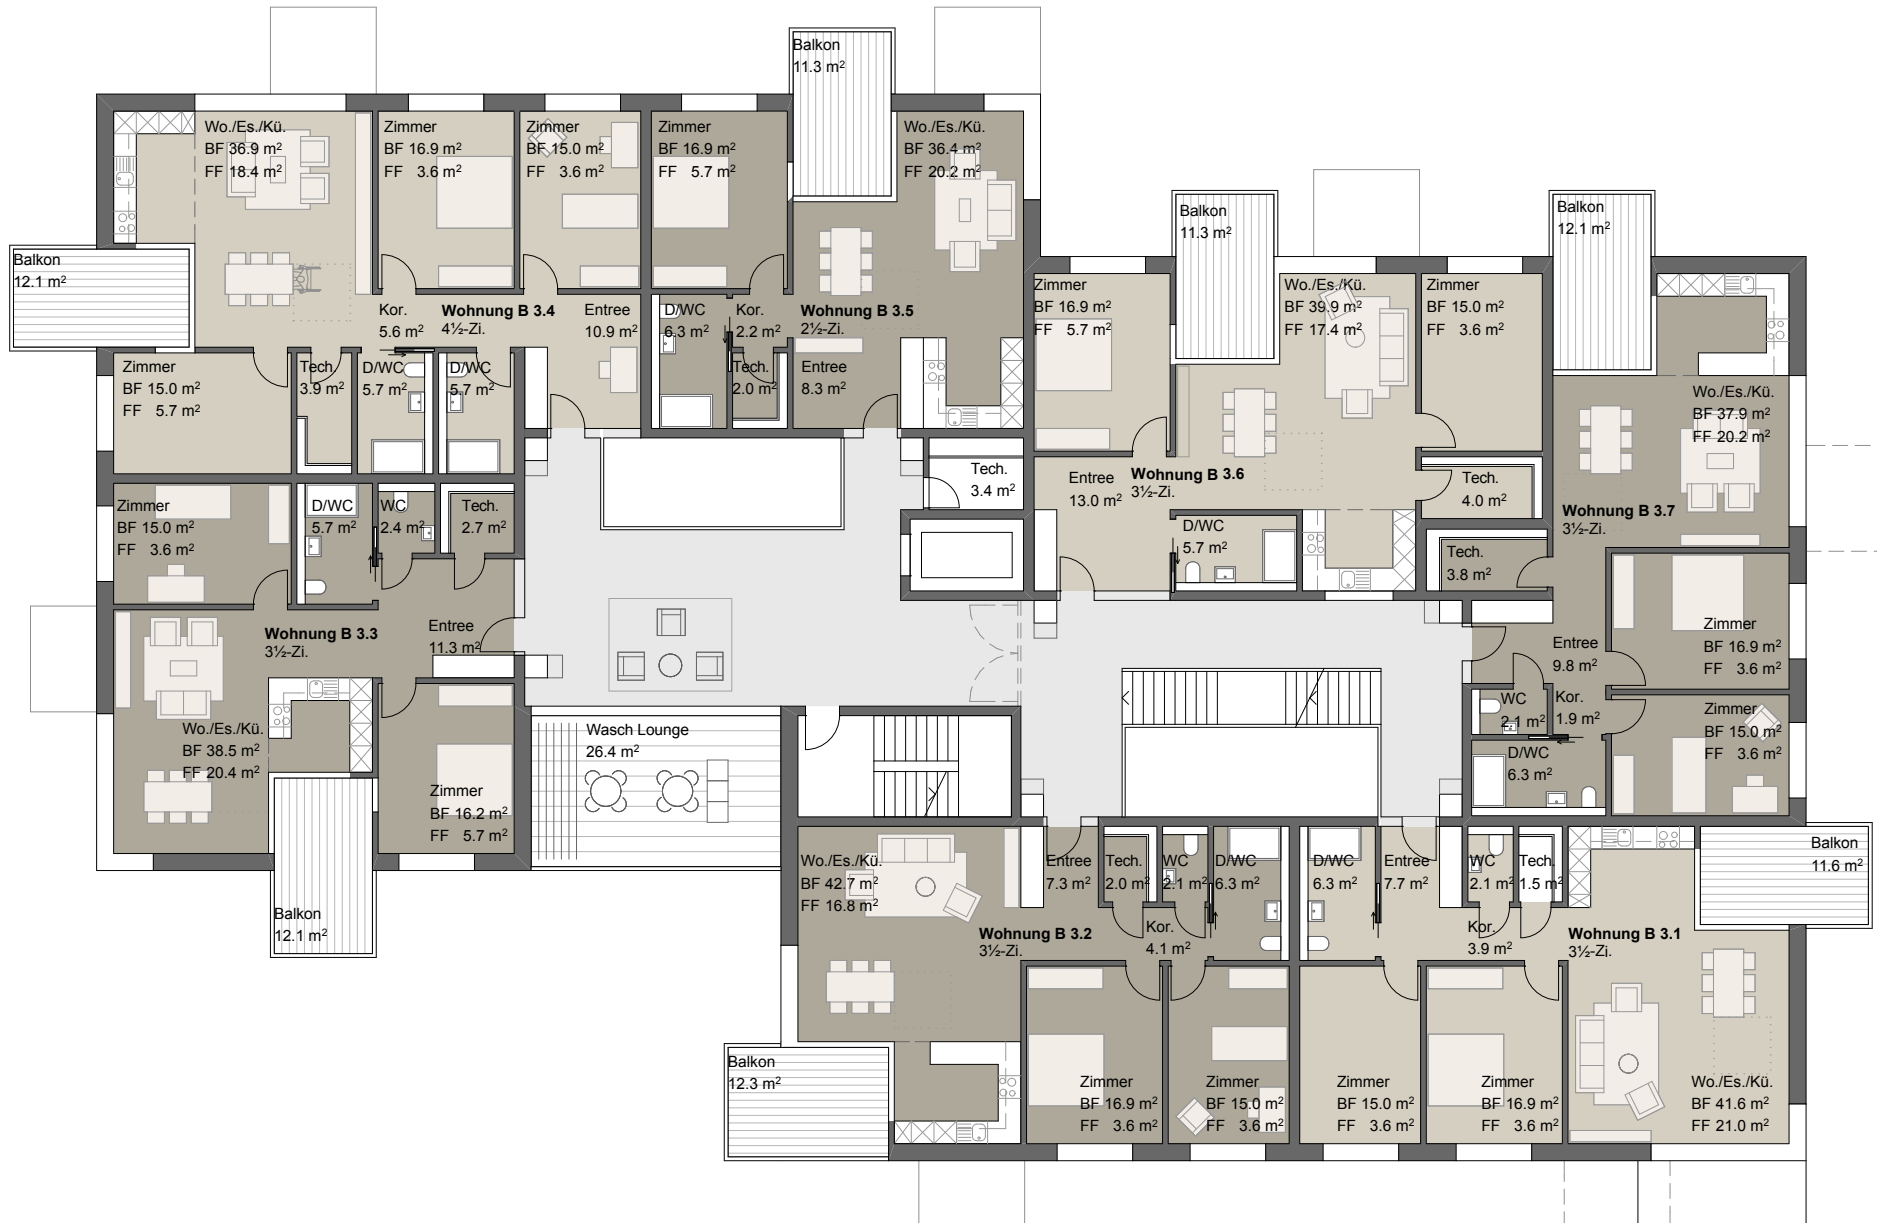 Balkon
11.3 m²
Wo./Es./Kü.
BF 36.9 m²
FF 18.4 m²
Zimmer
BF 16.9 m²
FF 3.6 m²
Zimmer
BF 15.0 m²
FF 3.6 m²
Zimmer
BF 16.9 m²
FF 5.7 m²
Wo./Es./Kü.
BF 36.4 m²
FF 20.2 m²
Balkon
12.1 m²
Kor.
5.6 m²
Wohnung B 3.4
4½-Zi.
Entree
10.9 m²
D/WC
6.3 m²
Kor.
2.2 m²
Wohnung B 3.5
2½-Zi.
Zimmer
BF 15.0 m²
FF 5.7 m²
Tech.
3.9 m²
D/WC
5.7 m²
D/WC
5.7 m²
Tech.
2.0 m²
Entree
8.3 m²
Balkon
11.3 m²
Balkon
12.1 m²
Zimmer
BF 16.9 m²
FF 5.7 m²
Wo./Es./Kü.
BF 39.9 m²
FF 17.4 m²
Zimmer
BF 15.0 m²
FF 3.6 m²
Wo./Es./Kü.
BF 37.9 m²
FF 20.2 m²
Tech.
3.4 m²
Entree
13.0 m²
Wohnung B 3.6
3½-Zi.
Tech.
4.0 m²
Wohnung B 3.7
3½-Zi.
D/WC
5.7 m²
Tech.
3.8 m²
Zimmer
BF 15.0 m²
FF 3.6 m²
D/WC
5.7 m²
WC
2.4 m²
Tech.
2.7 m²
Wohnung B 3.3
3½-Zi.
Entree
11.3 m²
Entree
9.8 m²
Zimmer
BF 16.9 m²
FF 3.6 m²
WC
2.1 m²
Kor.
1.9 m²
Zimmer
BF 15.0 m²
FF 3.6 m²
D/WC
6.3 m²
Wo./Es./Kü.
BF 38.5 m²
FF 20.4 m²
Zimmer
BF 16.2 m²
FF 5.7 m²
Wasch Lounge
26.4 m²
Balkon
12.1 m²
Wo./Es./Kü.
BF 42.7 m²
FF 16.8 m²
Entree
7.3 m²
Tech.
2.0 m²
WC
2.1 m²
D/WC
6.3 m²
D/WC
6.3 m²
Entree
7.7 m²
WC
2.1 m²
Tech.
1.5 m²
Balkon
11.6 m²
Wohnung B 3.2
3½-Zi.
Kor.
4.1 m²
Kor.
3.9 m²
Wohnung B 3.1
3½-Zi.
Balkon
12.3 m²
Zimmer
BF 16.9 m²
FF 3.6 m²
Zimmer
BF 15.0 m²
FF 3.6 m²
Zimmer
BF 15.0 m²
FF 3.6 m²
Zimmer
BF 16.9 m²
FF 3.6 m²
Wo./Es./Kü.
BF 41.6 m²
FF 21.0 m²